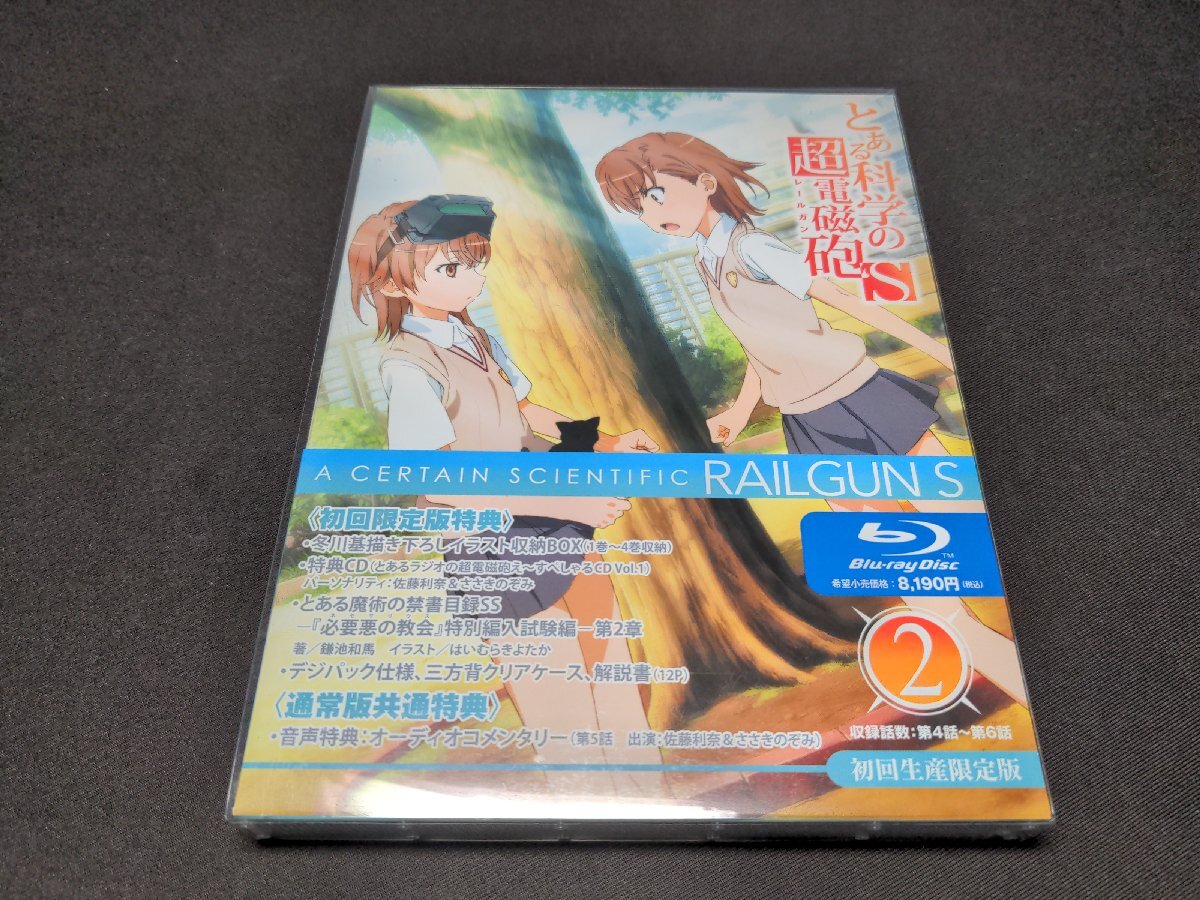 とある科学の
超電磁砲S
レールガン
A CERTAIN SCIENTIFIC RAILGUN S
〈初回限定版特典〉
・冬川基描き下ろしイラスト収納BOX(1巻〜4巻収納)
・特典CD(とあるラジオの超電磁砲え〜すぺしゃるCD Vol.1)
パーソナリティ:佐藤利奈&ささきのぞみ
・とある魔術の禁書目録SS
―『必要悪の教会』特別編入試験編―第2章
著/鎌池和馬 イラスト/はいむらきよたか
・デジパック仕様、三方背クリアケース、解説書(12P)
〈通常版共通特典〉
・音声特典:オーディオコメンタリー(第5話 出演:佐藤利奈&ささきのぞみ)
Blu-ray Disc TM
希望小売価格:8,190円(税込)
2
収録話数:第4話〜第6話
初回生産限定版